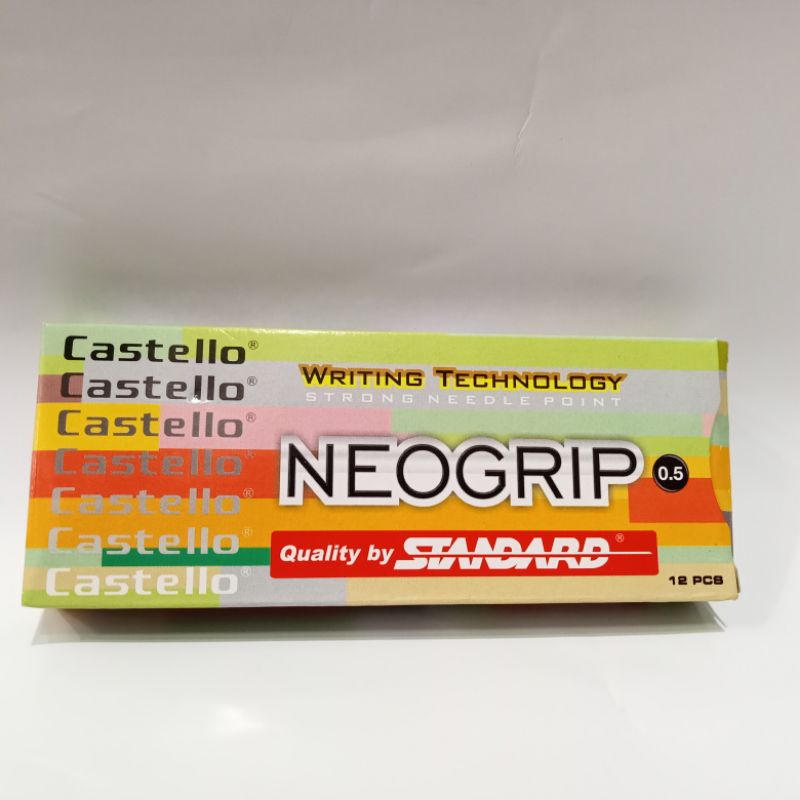 Castello®
Castello®
Castello®
Castello®
Castello®
Castello®
Castello®
WRITING TECHNOLOGY
STRONG NEEDLE POINT
NEOGRIP 0.5
Quality by STANDARD®
12 PCS